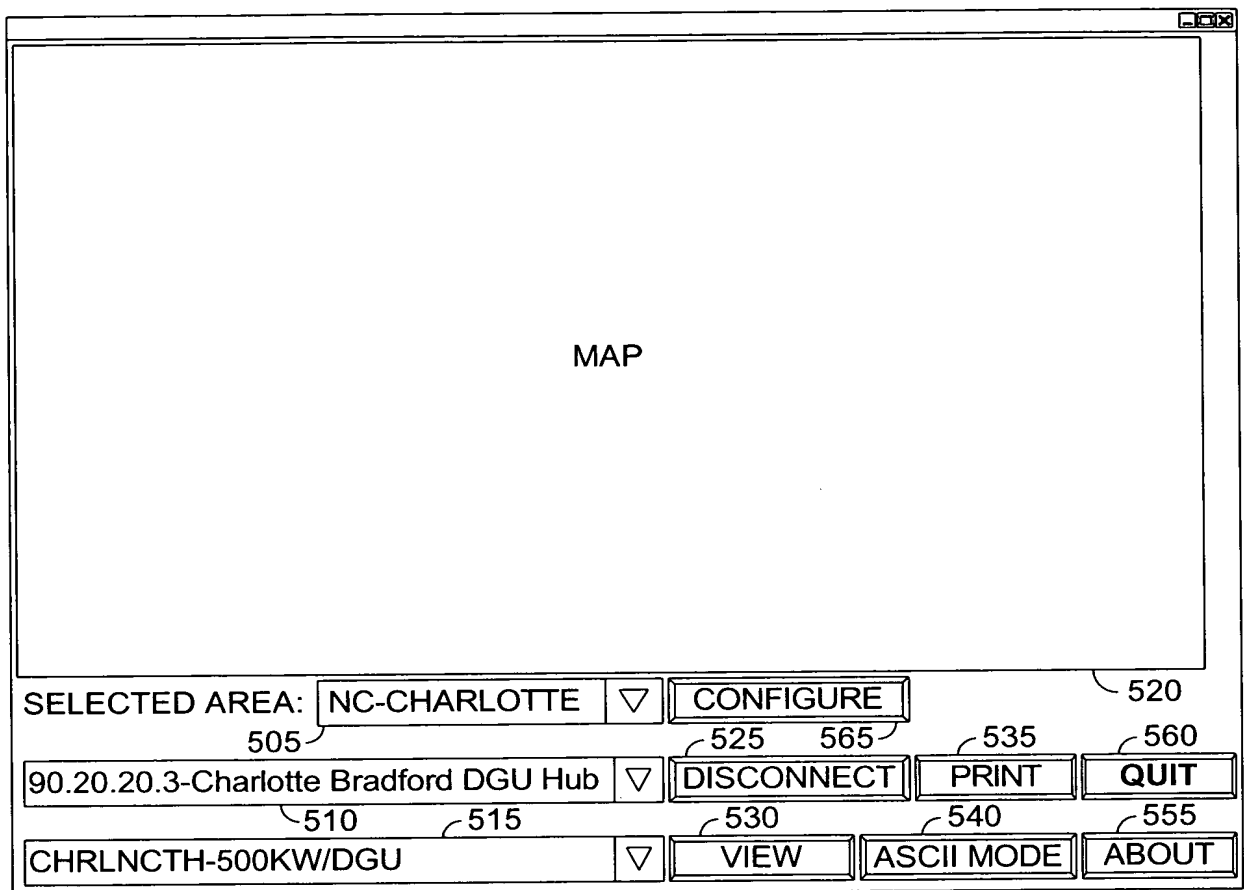 MAP
520
SELECTED AREA: NC-CHARLOTTE CONFIGURE
505 525 565 535 560
90.20.20.3-Charlotte Bradford DGU Hub DISCONNECT PRINT QUIT
510 515 530 540 555
CHRLNCTH-500KW/DGU VIEW ASCII MODE ABOUT